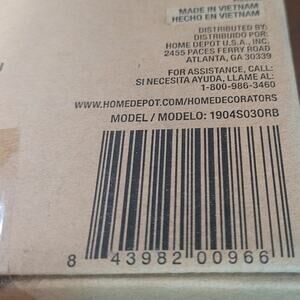 MADE IN VIETNAM
HECHO EN VIETNAM
DISTRIBUTED BY:
DISTRIBUIDO POR:
HOME DEPOT U.S.A., INC.
2455 PACES FERRY ROAD
ATLANTA, GA 30339
FOR ASSISTANCE, CALL:
SI NECESITA AYUDA, LLAME AL:
1-800-986-3460
WWW.HOMEDEPOT.COM/HOMEDECORATORS
MODEL / MODELO: 1904S030RB
8 43982 00966